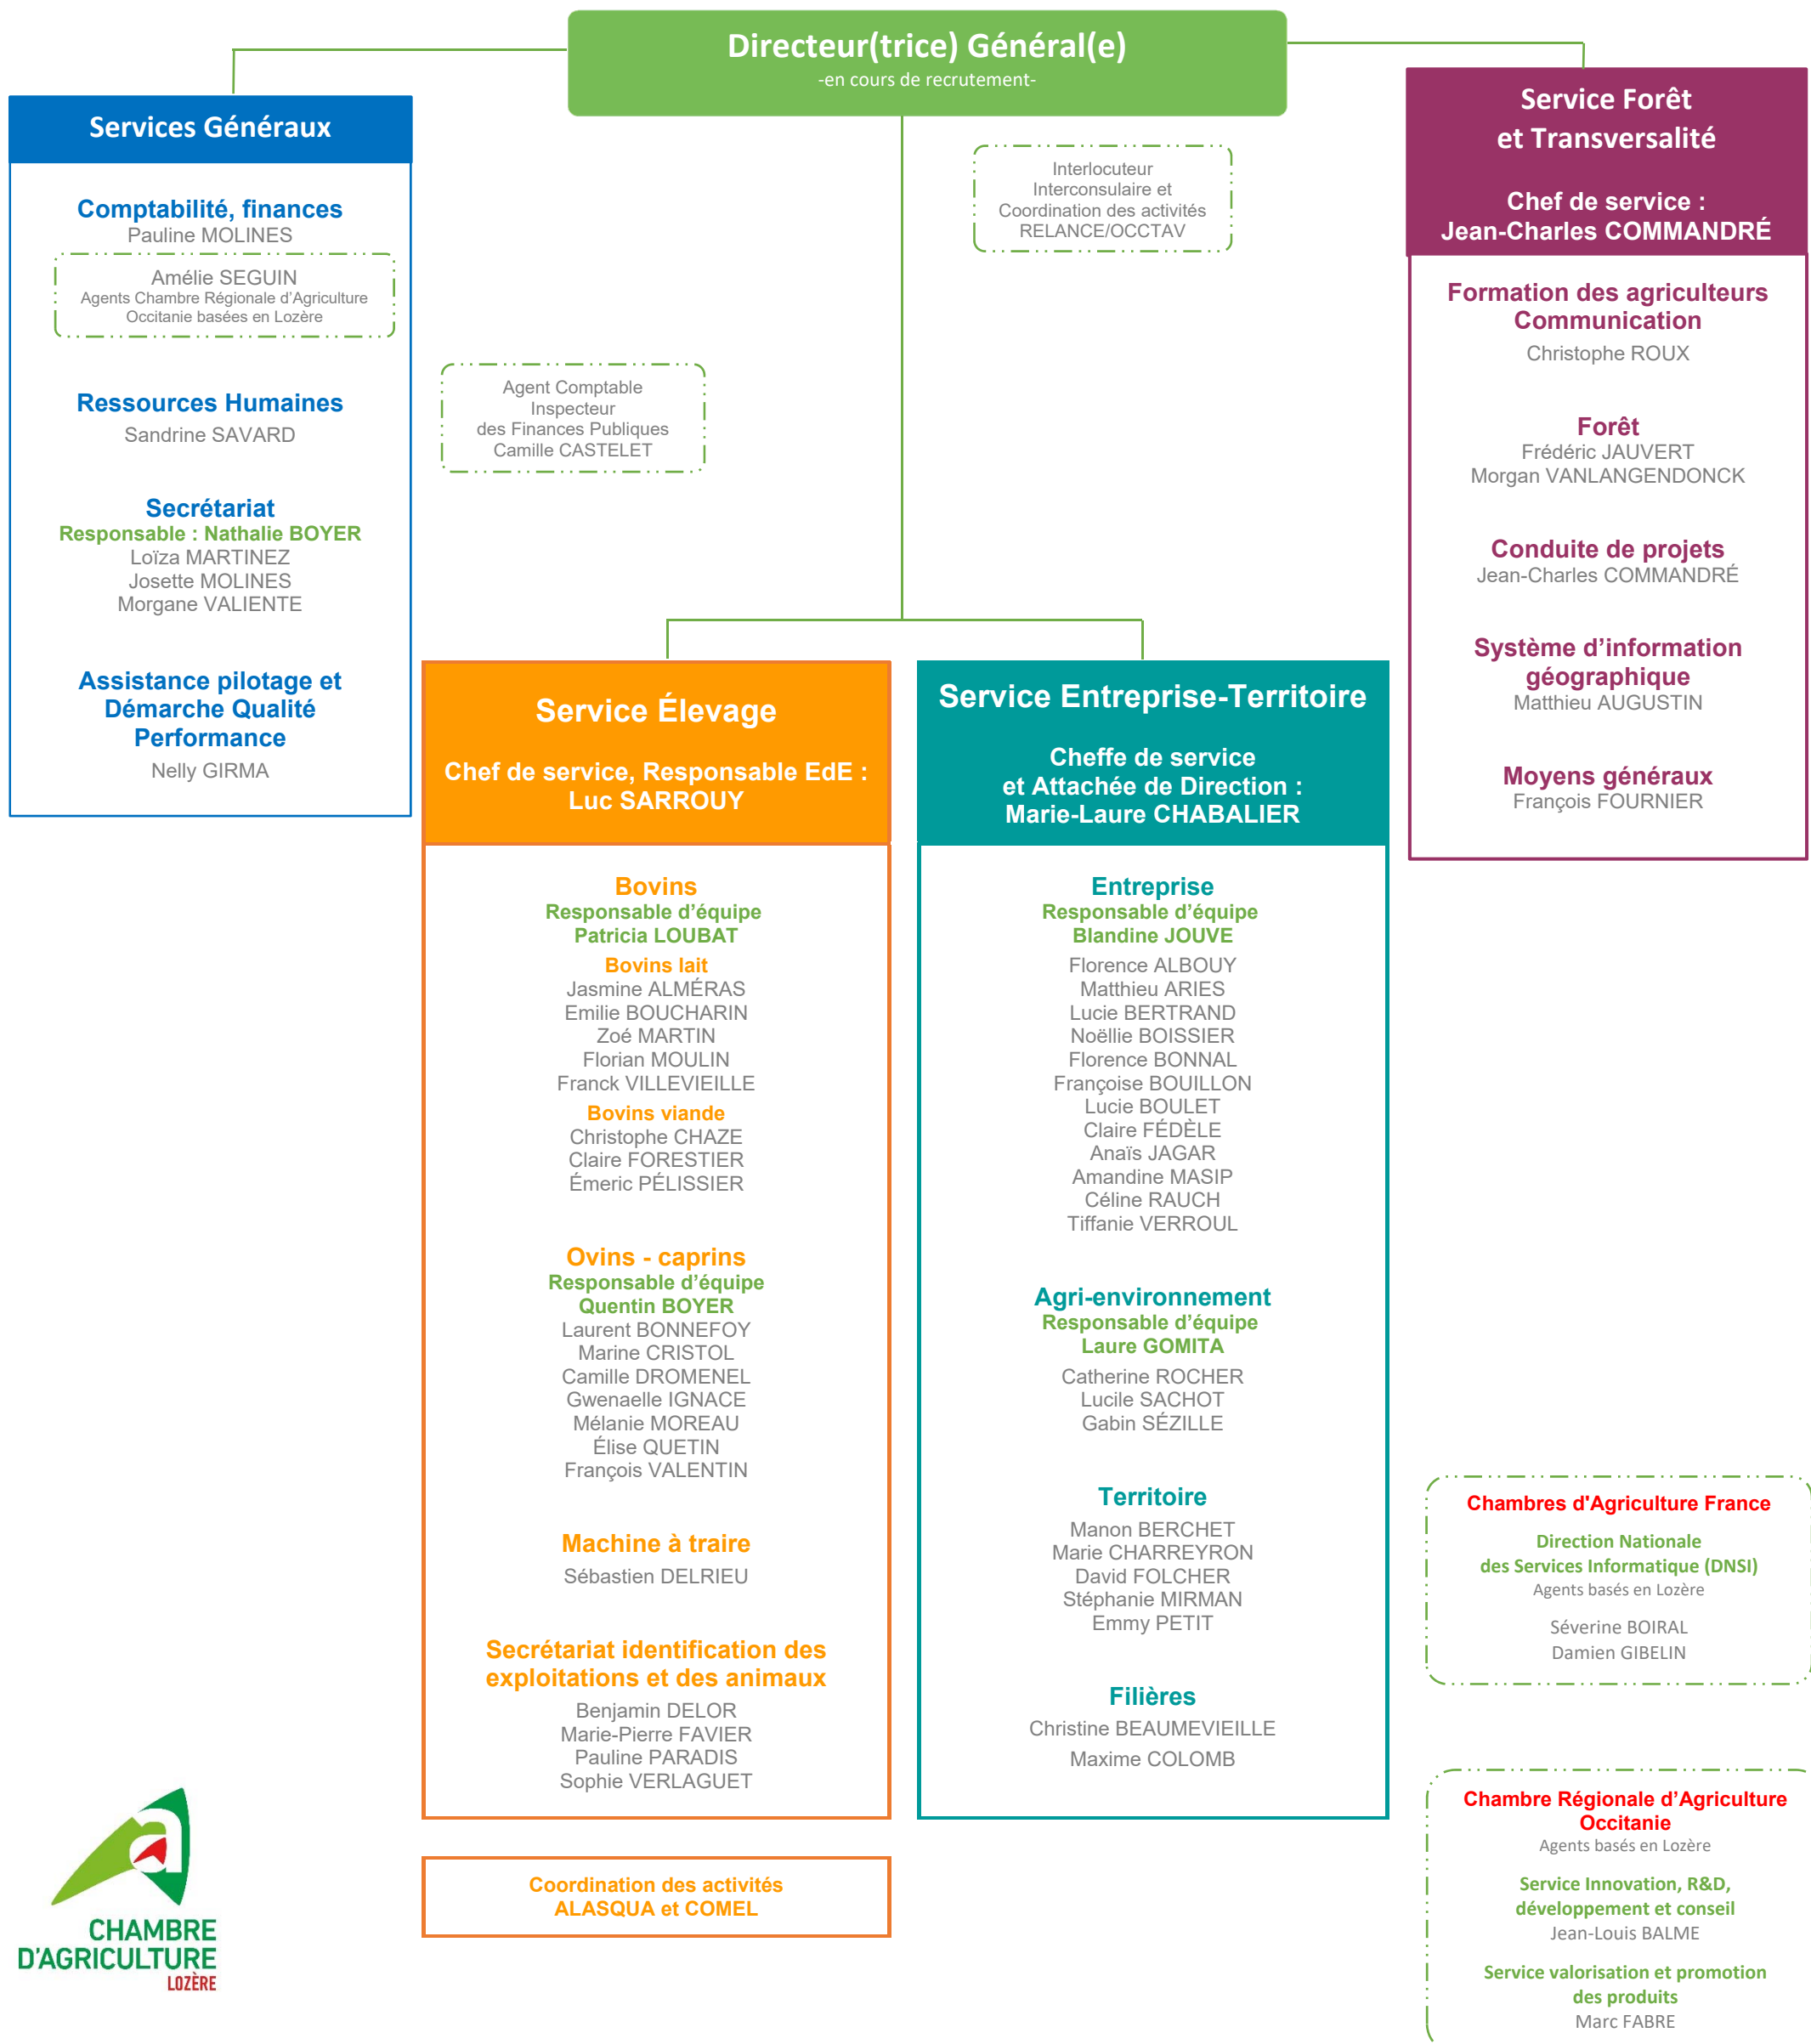 Directeur(trice) Général(e)
-en cours de recrutement-
Services Généraux
Comptabilité, finances
Pauline MOLINES
Amélie SEGUIN
Agents Chambre Régionale d'Agriculture
Occitanie basées en Lozère
Ressources Humaines
Sandrine SAVARD
Secrétariat
Responsable : Nathalie BOYER
Loïza MARTINEZ
Josette MOLINES
Morgane VALIENTE
Assistance pilotage et
Démarche Qualité
Performance
Nelly GIRMA
Agent Comptable
Inspecteur
des Finances Publiques
Camille CASTELET
Interlocuteur
Interconsulaire et
Coordination des activités
RELANCE/OCCTAV
Service Forêt
et Transversalité
Chef de service :
Jean-Charles COMMANDRÉ
Formation des agriculteurs
Communication
Christophe ROUX
Forêt
Frédéric JAUVERT
Morgan VANLANGENDONCK
Conduite de projets
Jean-Charles COMMANDRÉ
Système d'information
géographique
Matthieu AUGUSTIN
Moyens généraux
François FOURNIER
Service Élevage
Chef de service, Responsable EdE :
Luc SARROUY
Bovins
Responsable d'équipe
Patricia LOUBAT
Bovins lait
Jasmine ALMÉRAS
Emilie BOUCHARIN
Zoé MARTIN
Florian MOULIN
Franck VILLEVIEILLE
Bovins viande
Christophe CHAZE
Claire FORESTIER
Émeric PÉLISSIER
Ovins - caprins
Responsable d'équipe
Quentin BOYER
Laurent BONNEFOY
Marine CRISTOL
Camille DROMENEL
Gwenaelle IGNACE
Mélanie MOREAU
Élise QUETIN
François VALENTIN
Machine à traire
Sébastien DELRIEU
Secrétariat identification des
exploitations et des animaux
Benjamin DELOR
Marie-Pierre FAVIER
Pauline PARADIS
Sophie VERLAGUET
Coordination des activités
ALASQUA et COMEL
Service Entreprise-Territoire
Cheffe de service
et Attachée de Direction :
Marie-Laure CHABALIER
Entreprise
Responsable d'équipe
Blandine JOUVE
Florence ALBOUY
Matthieu ARIES
Lucie BERTRAND
Noëllie BOISSIER
Florence BONNAL
Françoise BOUILLON
Lucie BOULET
Claire FÉDÈLE
Anaïs JAGAR
Amandine MASIP
Céline RAUCH
Tiffanie VERROUL
Agri-environnement
Responsable d'équipe
Laure GOMITA
Catherine ROCHER
Lucile SACHOT
Gabin SÉZILLE
Territoire
Manon BERCHET
Marie CHARREYRON
David FOLCHER
Stéphanie MIRMAN
Emmy PETIT
Filières
Christine BEAUMEVIEILLE
Maxime COLOMB
Chambres d'Agriculture France
Direction Nationale
des Services Informatique (DNSI)
Agents basés en Lozère
Séverine BOIRAL
Damien GIBELIN
Chambre Régionale d'Agriculture
Occitanie
Agents basés en Lozère
Service Innovation, R&D,
développement et conseil
Jean-Louis BALME
Service valorisation et promotion
des produits
Marc FABRE
a
CHAMBRE
D'AGRICULTURE
LOZÈRE